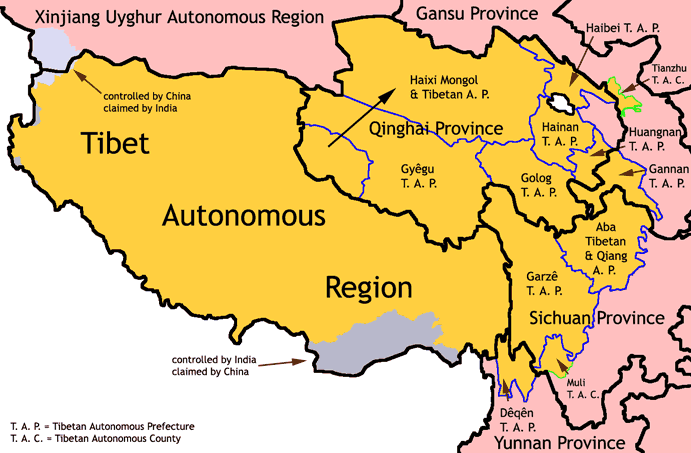 Xinjiang Uyghur Autonomous Region
Gansu Province
Haibei T. A. P.
Tianzhu
T. A. C.
controlled by China
claimed by India
Haixi Mongol
& Tibetan A. P.
Qinghai Province
Hainan
T. A. P.
Huangnan
T. A. P.
Gannan
T. A. P.
Tibet
Gyêgu
T. A. P.
Golog
T. A. P.
Autonomous
Aba
Tibetan
& Qiang
A. P.
Region
Garzê
T. A. P.
Sichuan Province
controlled by India
claimed by China
Muli
T. A. C.
Dêqên
T. A. P.
Yunnan Province
T. A. P. = Tibetan Autonomous Prefecture
T. A. C. = Tibetan Autonomous County